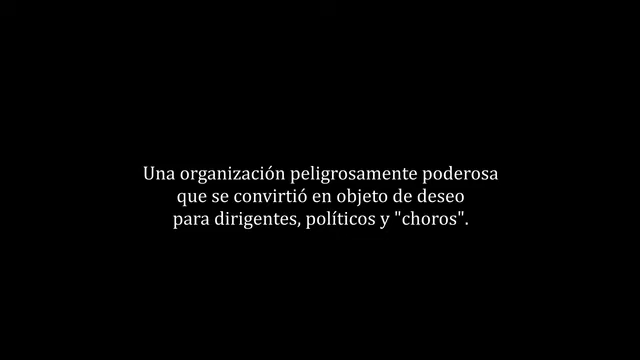 Una organización peligrosamente poderosa
que se convirtió en objeto de deseo
para dirigentes, políticos y "choros".